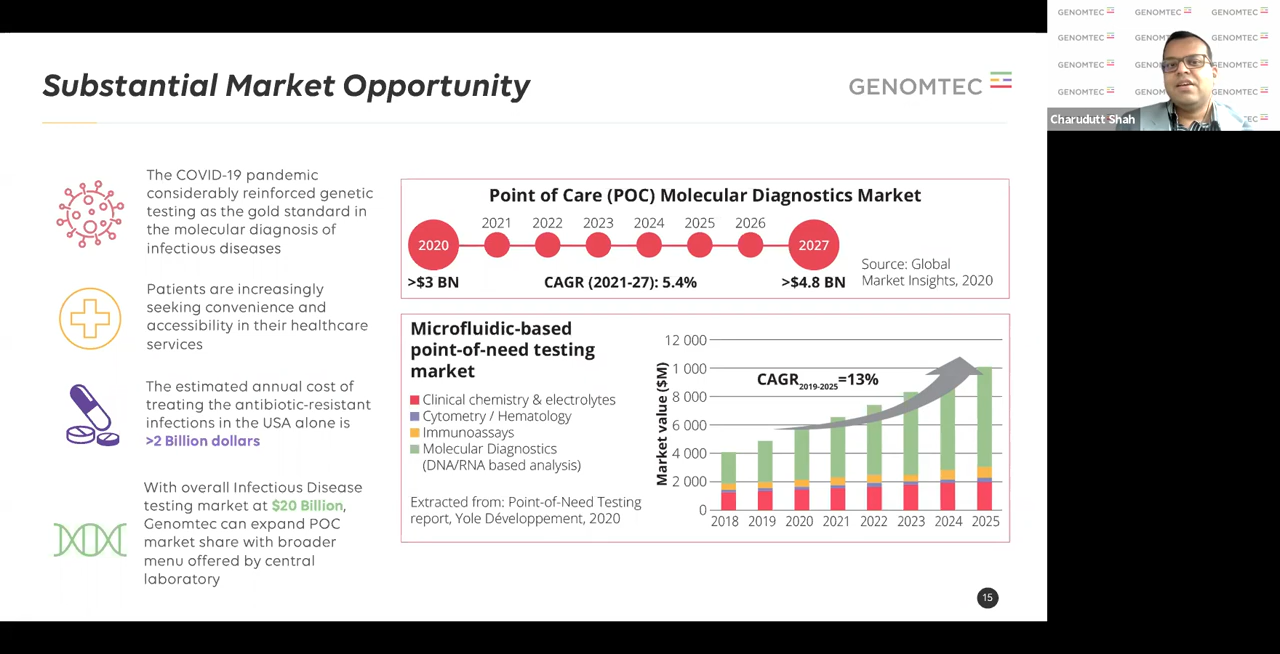 Substantial Market Opportunity
GENOMTEC
The COVID-19 pandemic
considerably reinforced genetic
testing as the gold standard in
the molecular diagnosis of
infectious diseases
Patients are increasingly
seeking convenience and
accessibility in their healthcare
services
The estimated annual cost of
treating the antibiotic-resistant
infections in the USA alone is
>2 Billion dollars
With overall Infectious Disease
testing market at $20 Billion,
Genomtec can expand POC
market share with broader
menu offered by central
laboratory
Point of Care (POC) Molecular Diagnostics Market
2020
2021
2022
2023
2024
2025
2026
2027
>$3 BN
CAGR (2021-27): 5.4%
>$4.8 BN
Source: Global
Market Insights, 2020
Microfluidic-based
point-of-need testing
market
Clinical chemistry & electrolytes
Cytometry / Hematology
Immunoassays
Molecular Diagnostics
(DNA/RNA based analysis)
Extracted from: Point-of-Need Testing
report, Yole Développement, 2020
Market value ($M)
12 000
1 000
8 000
6 000
4 000
2 000
0
CAGR2019-2025=13%
2018
2019
2020
2021
2022
2023
2024
2025
15
GENOMTEC GENOMTEC GENOMTEC
GENOMTEC GENOMTEC
GENOMTEC GENOMTEC
GENOMTEC GENOMTEC
Charudutt Shah